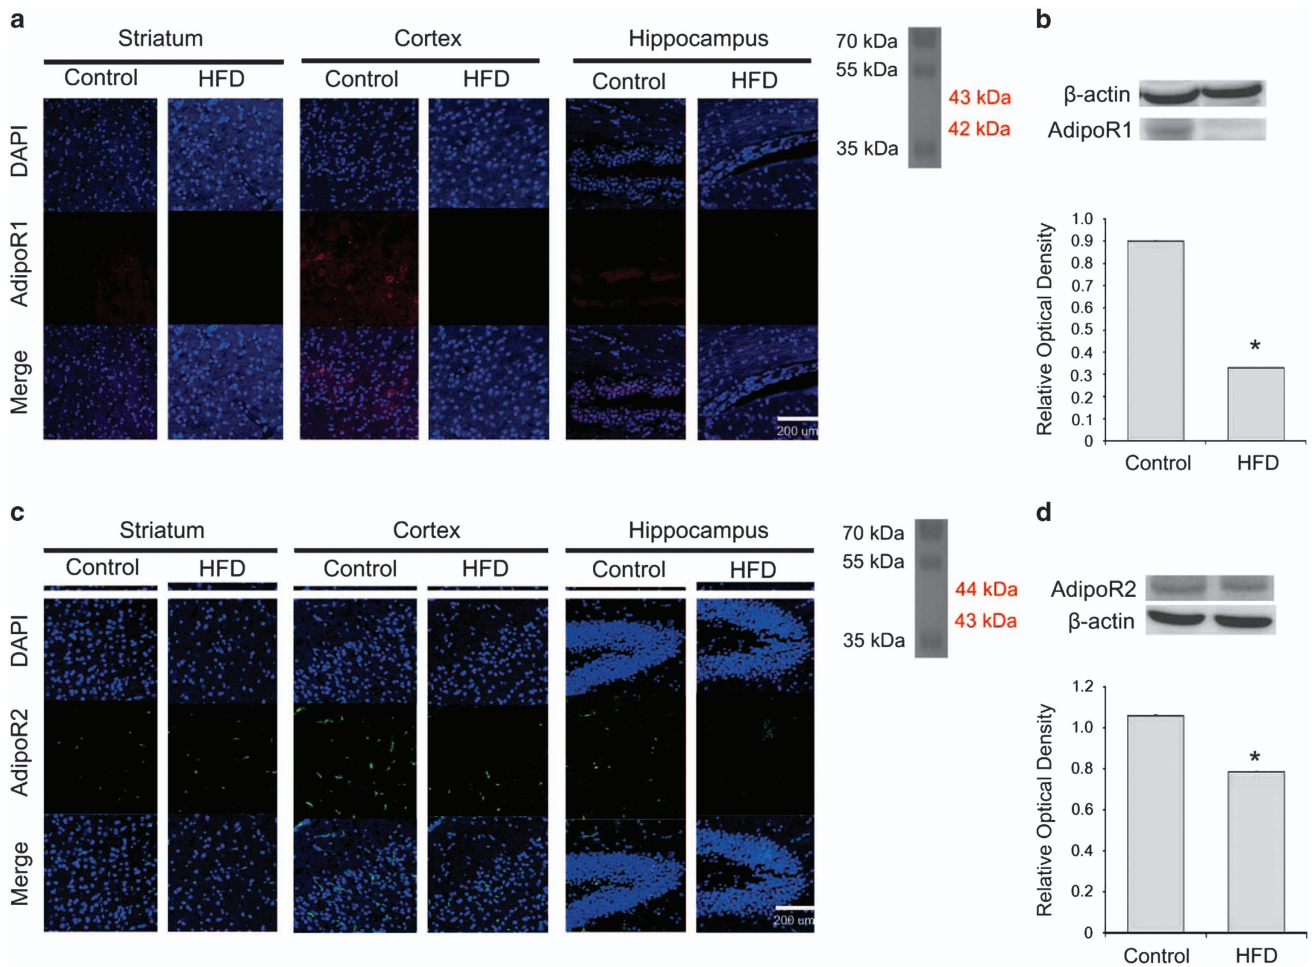 a
Striatum Cortex Hippocampus
Control HFD Control HFD Control HFD
DAPI
AdipoR1
Merge
200 um
70 kDa
55 kDa
43 kDa
42 kDa
35 kDa
b
β-actin
AdipoR1
Relative Optical Density
1.0
0.9
0.8
0.7
0.6
0.5
0.4
0.3
0.2
0.1
0
*
Control HFD
c
Striatum Cortex Hippocampus
Control HFD Control HFD Control HFD
DAPI
AdipoR2
Merge
200 um
70 kDa
55 kDa
44 kDa
43 kDa
35 kDa
d
AdipoR2
β-actin
Relative Optical Density
1.2
1.0
0.8
0.6
0.4
0.2
0
*
Control HFD